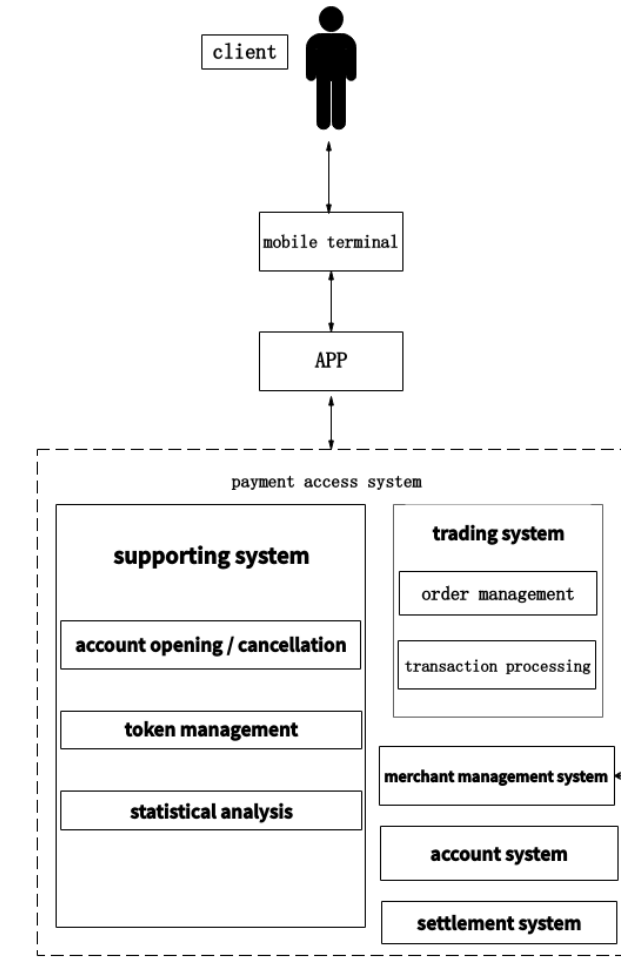 client
mobile terminal
APP
payment access system
supporting system
account opening / cancellation
token management
statistical analysis
trading system
order management
transaction processing
merchant management system
account system
settlement system